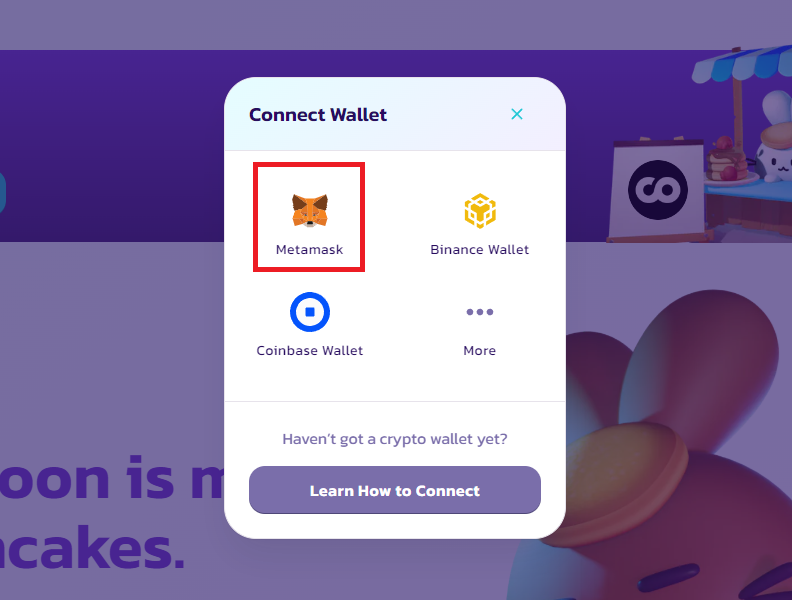 Connect Wallet
Metamask
Binance Wallet
Coinbase Wallet
More
Haven't got a crypto wallet yet?
Learn How to Connect
oon is m
cakes.